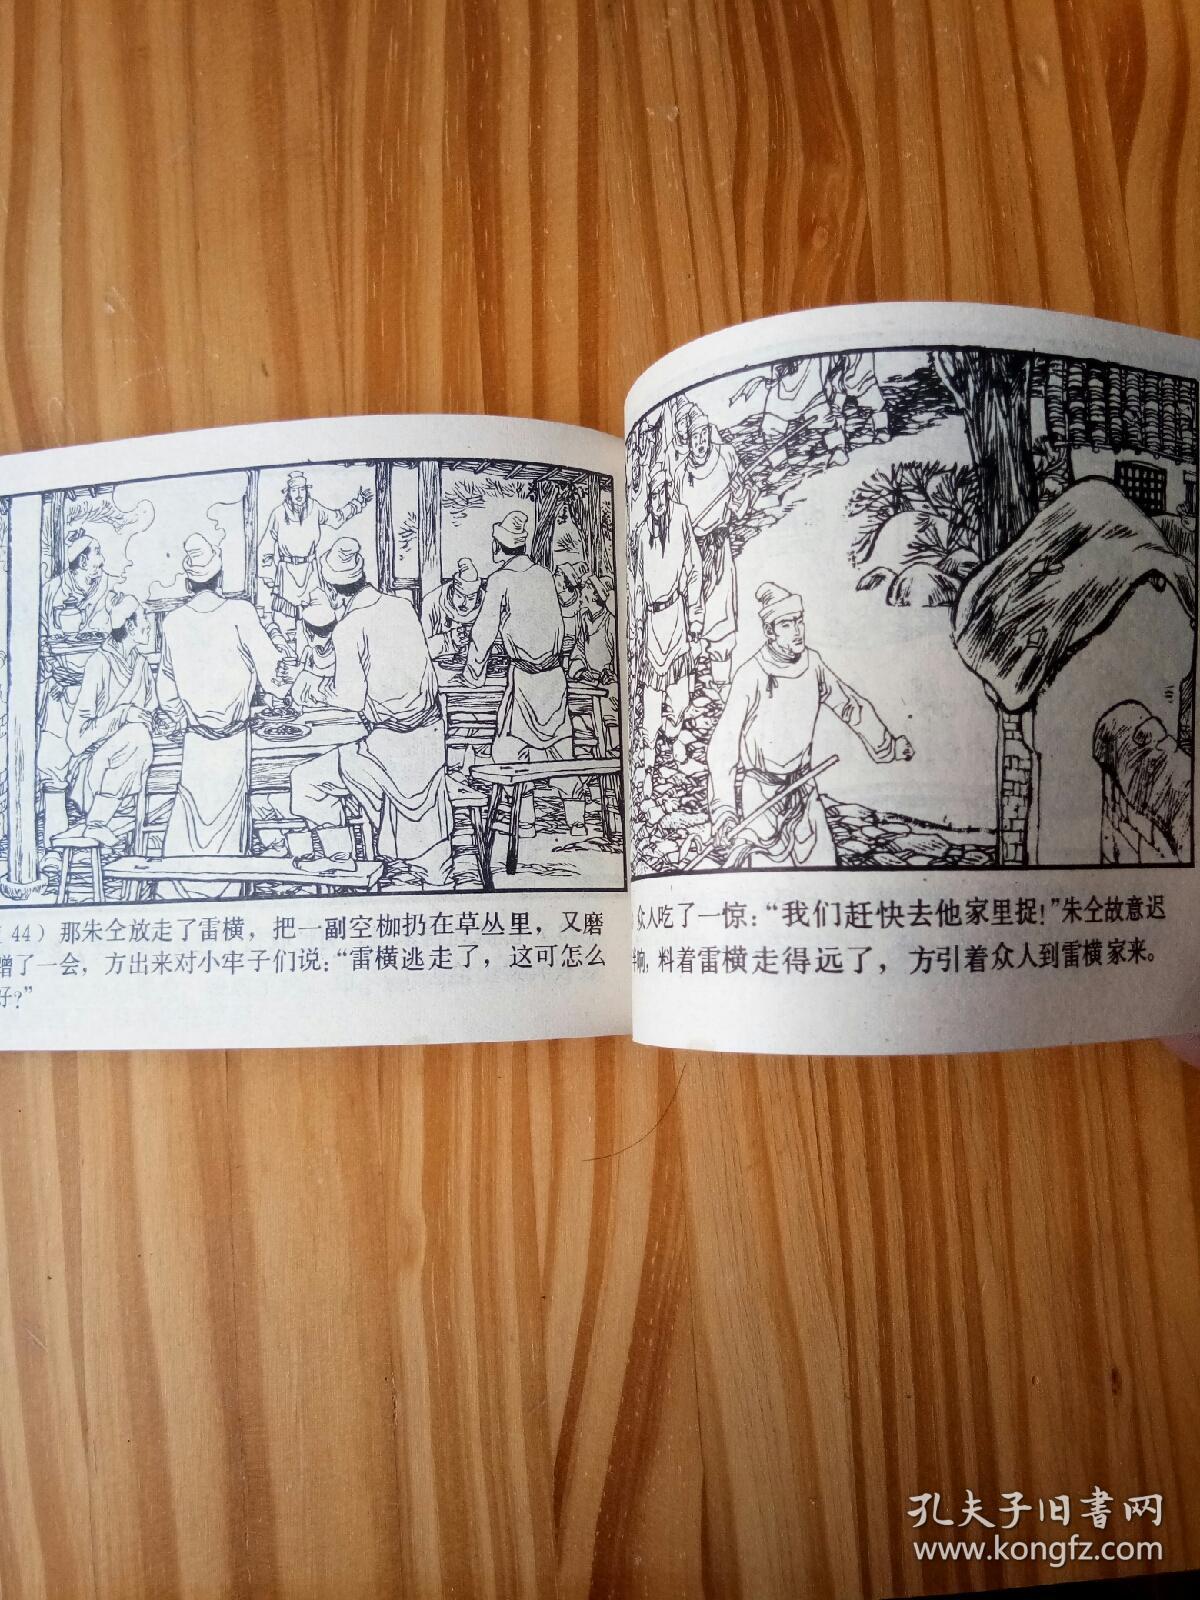 44）那朱仝放走了雷横，把一副空枷扔在草丛里，又磨
蹭了一会，方出来对小牢子们说：“雷横逃走了，这可怎么
好？”
众人吃了一惊：“我们赶快去他家里捉！”朱仝故意迟
半晌，料着雷横走得远了，方引着众人到雷横家来。
孔夫子旧书网
www.kongfz.com